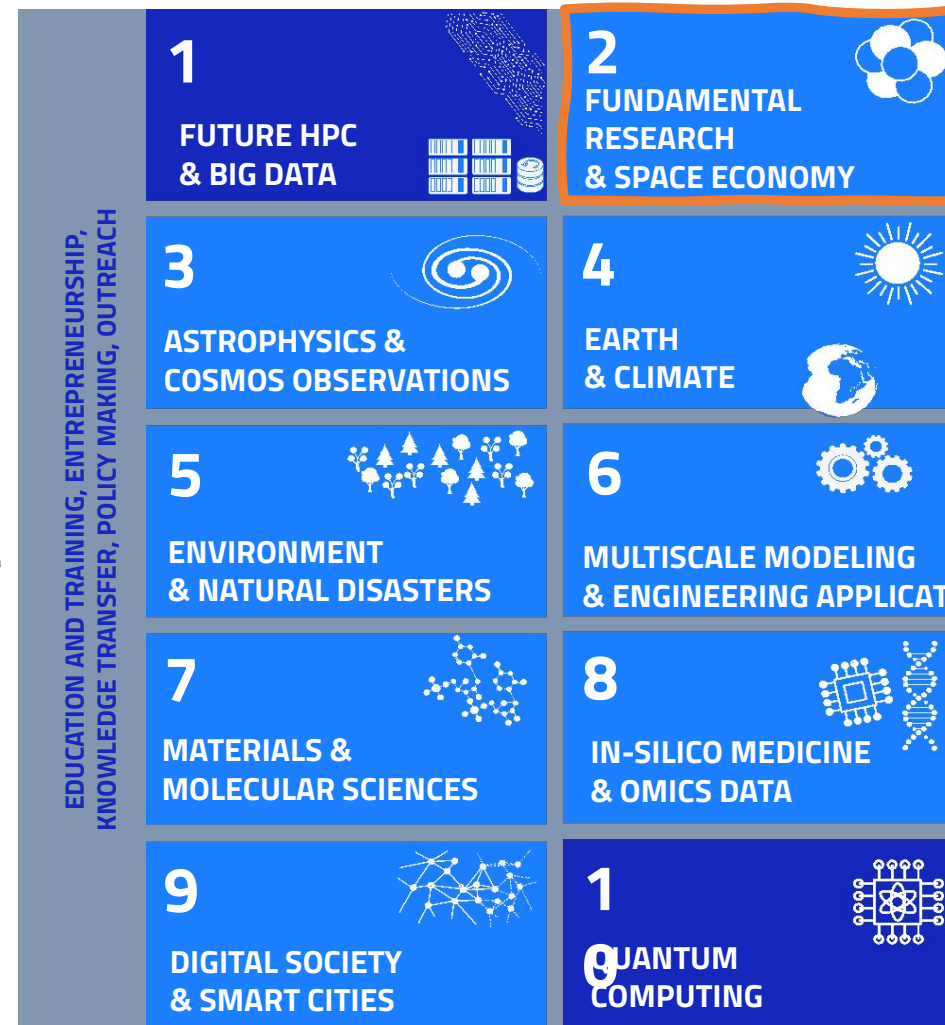 EDUCATION AND TRAINING, ENTREPRENEURSHIP,
KNOWLEDGE TRANSFER, POLICY MAKING, OUTREACH
1
FUTURE HPC
& BIG DATA
2
FUNDAMENTAL
RESEARCH
& SPACE ECONOMY
3
ASTROPHYSICS &
COSMOS OBSERVATIONS
4
EARTH
& CLIMATE
5
ENVIRONMENT
& NATURAL DISASTERS
6
MULTISCALE MODELING
& ENGINEERING APPLICAT
7
MATERIALS &
MOLECULAR SCIENCES
8
IN-SILICO MEDICINE
& OMICS DATA
9
DIGITAL SOCIETY
& SMART CITIES
1
0
QUANTUM
COMPUTING